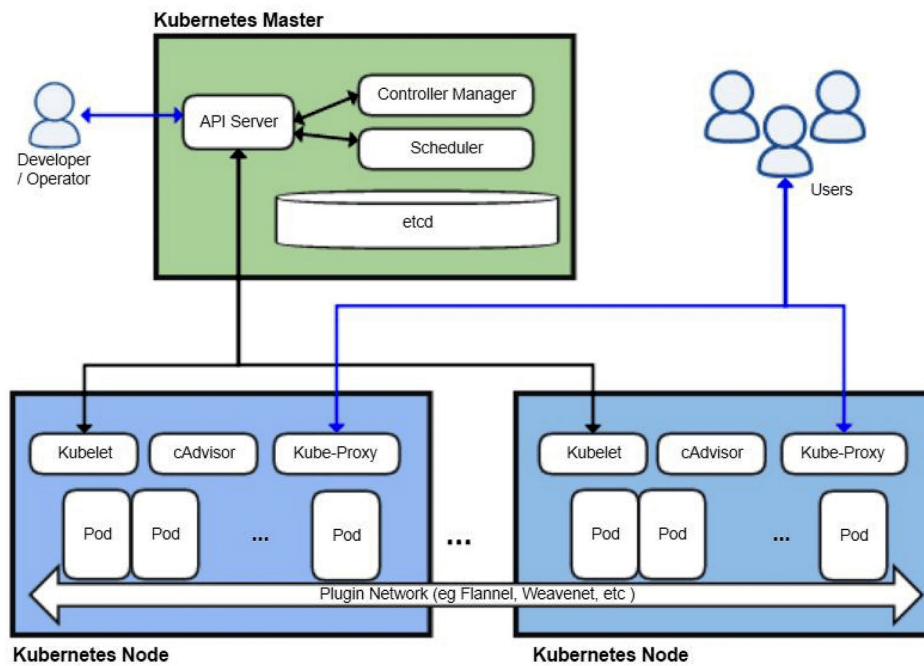 Kubernetes Master
API Server
Controller Manager
Scheduler
etcd
Developer
/ Operator
Users
Kubelet
cAdvisor
Kube-Proxy
Pod
Pod
...
Pod
...
Kubelet
cAdvisor
Kube-Proxy
Pod
Pod
...
Pod
Plugin Network (eg Flannel, Weavenet, etc )
Kubernetes Node
Kubernetes Node